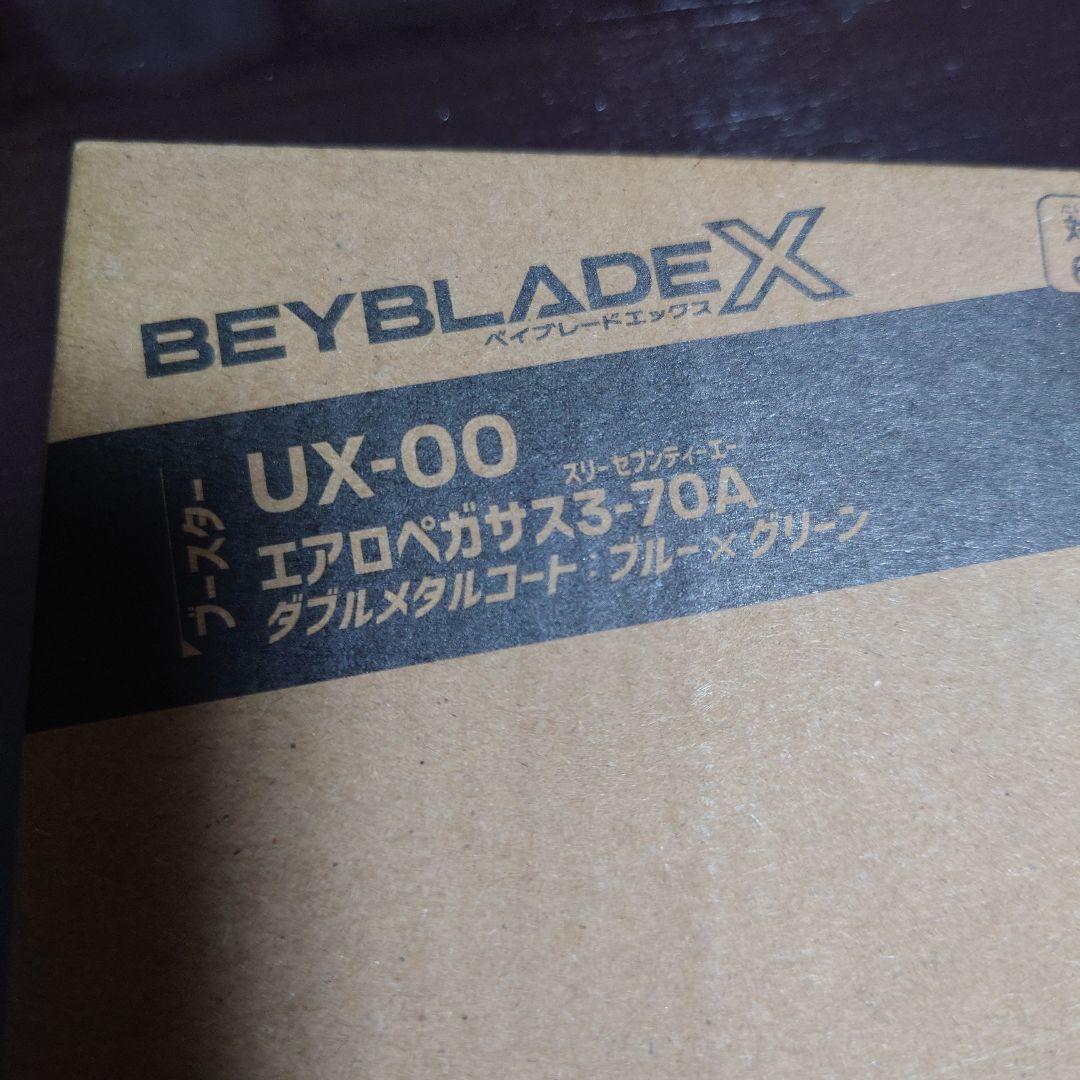 BEYBLADE X
ベイブレードエックス
ブースター
UX-00
スリーセブンティーエー
エアロペガサス3-70A
ダブルメタルコート:ブルー×グリーン